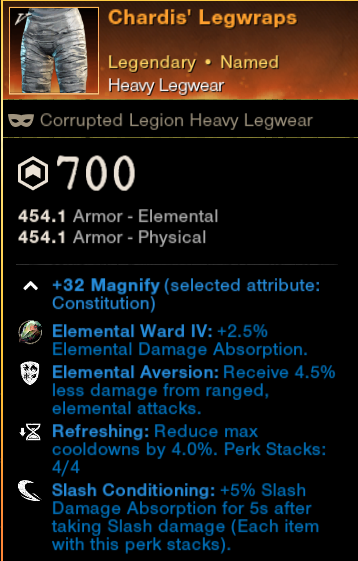 Chardis' Legwraps
Legendary • Named
Heavy Legwear
Corrupted Legion Heavy Legwear
700
454.1 Armor - Elemental
454.1 Armor - Physical
+32 Magnify (selected attribute:
Constitution)
Elemental Ward IV: +2.5%
Elemental Damage Absorption.
Elemental Aversion: Receive 4.5%
less damage from ranged,
elemental attacks.
Refreshing: Reduce max
cooldowns by 4.0%. Perk Stacks:
4/4
Slash Conditioning: +5% Slash
Damage Absorption for 5s after
taking Slash damage (Each item
with this perk stacks).